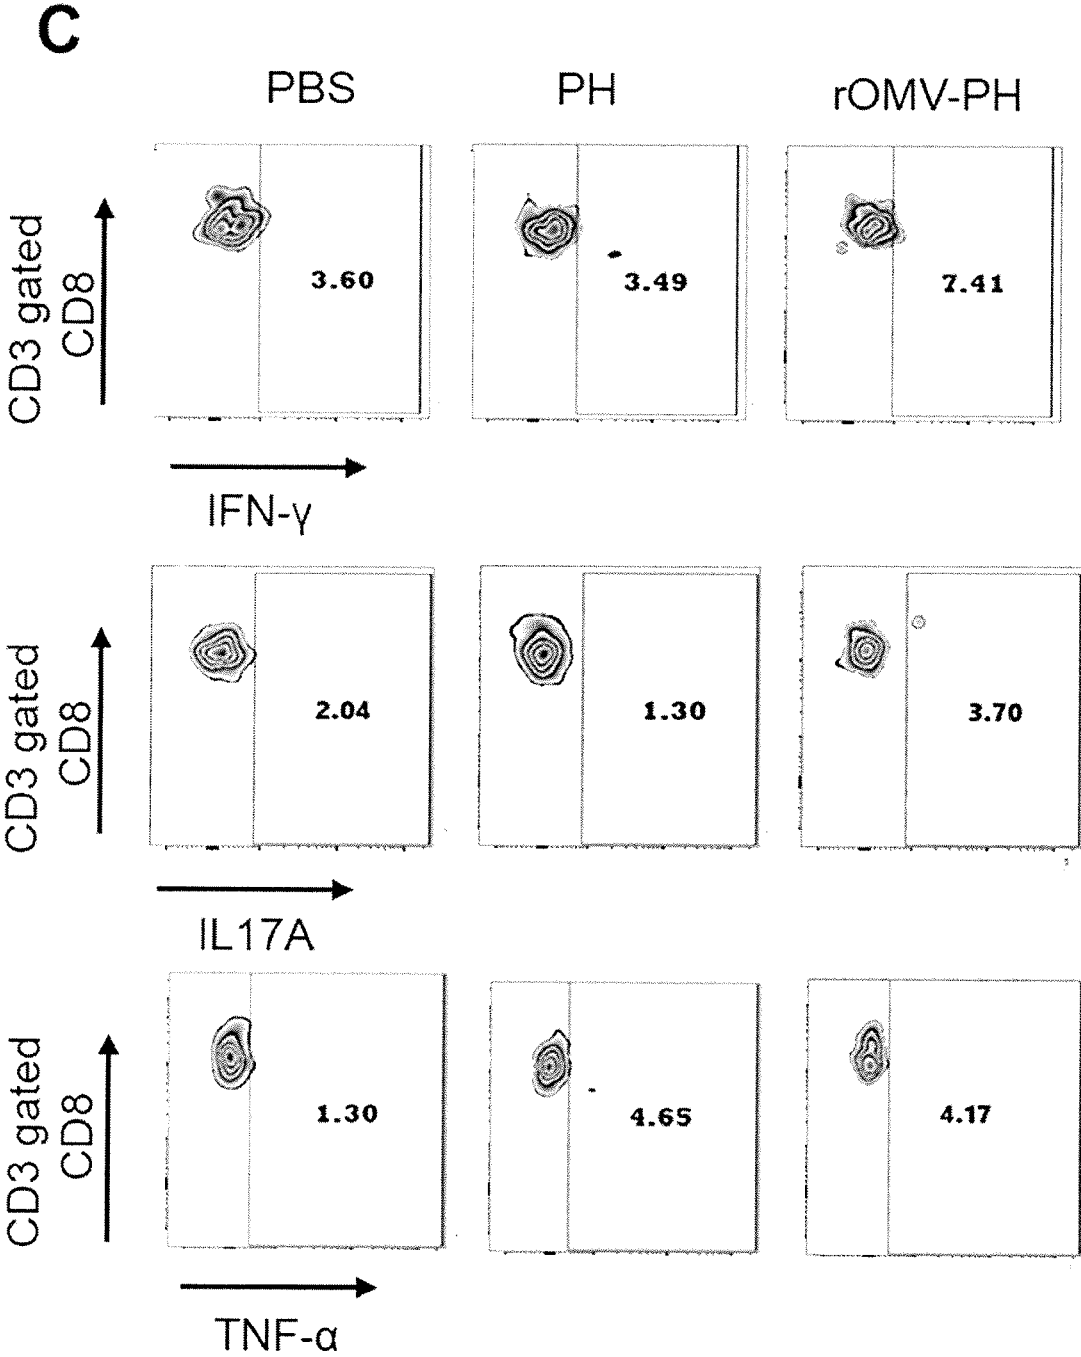 C
PBS PH rOMV-PH
CD3 gated
CD8
3.60 3.49 7.41
IFN-γ
CD3 gated
CD8
2.04 1.30 3.70
IL17A
CD3 gated
CD8
1.30 4.65 4.17
TNF-α